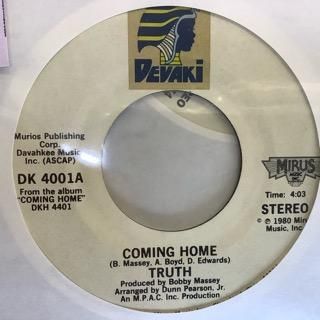 DEVAKI
Murios Publishing
Corp.
Davahkee Music
Inc. (ASCAP)
DK 4001A
From the album
"COMING HOME"
DKH 4401
MIRUS
MUSIC
INC.
Time: 4:03
STEREO
© 1980 Mirus
Music, Inc.
COMING HOME
(B. Massey, A. Boyd, D. Edwards)
TRUTH
Produced by Bobby Massey
Arranged by Dunn Pearson, Jr.
An M.P.A.C. Inc. Production